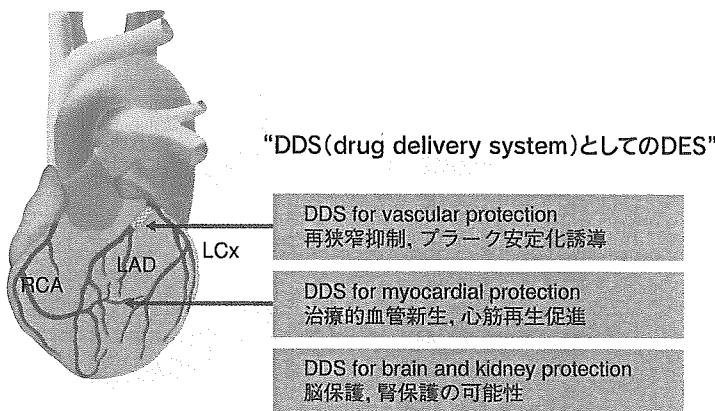 “DDS(drug delivery system)としてのDES”
DDS for vascular protection
再狭窄抑制，プラーク安定化誘導
LCx
LAD
RCA
DDS for myocardial protection
治療的血管新生，心筋再生促進
DDS for brain and kidney protection
脳保護，腎保護の可能性